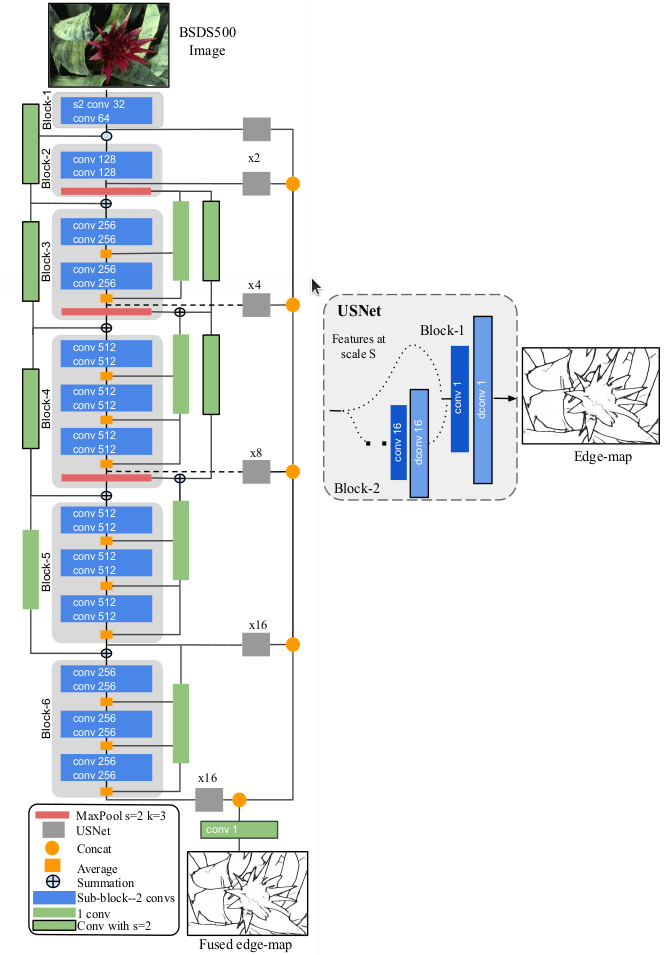 BSDS500
Image
Block-1
s2 conv 32
conv 64
Block-2
conv 128
conv 128
x2
Block-3
conv 256
conv 256
conv 256
conv 256
x4
Block-4
conv 512
conv 512
conv 512
conv 512
conv 512
conv 512
x8
Block-5
conv 512
conv 512
conv 512
conv 512
conv 512
conv 512
x16
Block-6
conv 256
conv 256
conv 256
conv 256
conv 256
conv 256
x16
conv 1
Fused edge-map
MaxPool s=2 k=3
USNet
Concat
Average
Summation
Sub-block--2 convs
1 conv
Conv with s=2
USNet
Features at
scale S
Block-1
conv 1
dconv 1
conv 16
dconv 16
Block-2
Edge-map